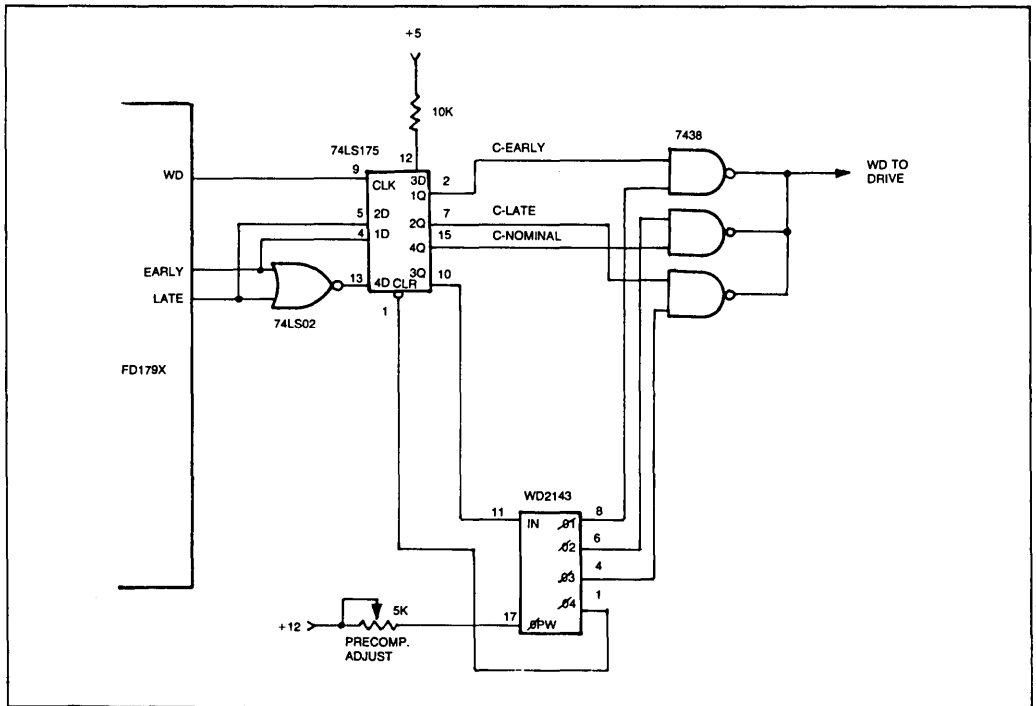 +5
10K
74LS175
7438
12
C-EARLY
WD
9
CLK
3D
1Q
2
WD TO
DRIVE
5
2D
C-LATE
7
2Q
4
1D
15
C-NOMINAL
4Q
EARLY
3Q
10
LATE
13
4D
CLR
74LS02
1
FD179X
WD2143
11
IN
Ø1
8
Ø2
6
Ø3
4
Ø4
1
5K
17
ØPW
+12
PRECOMP.
ADJUST